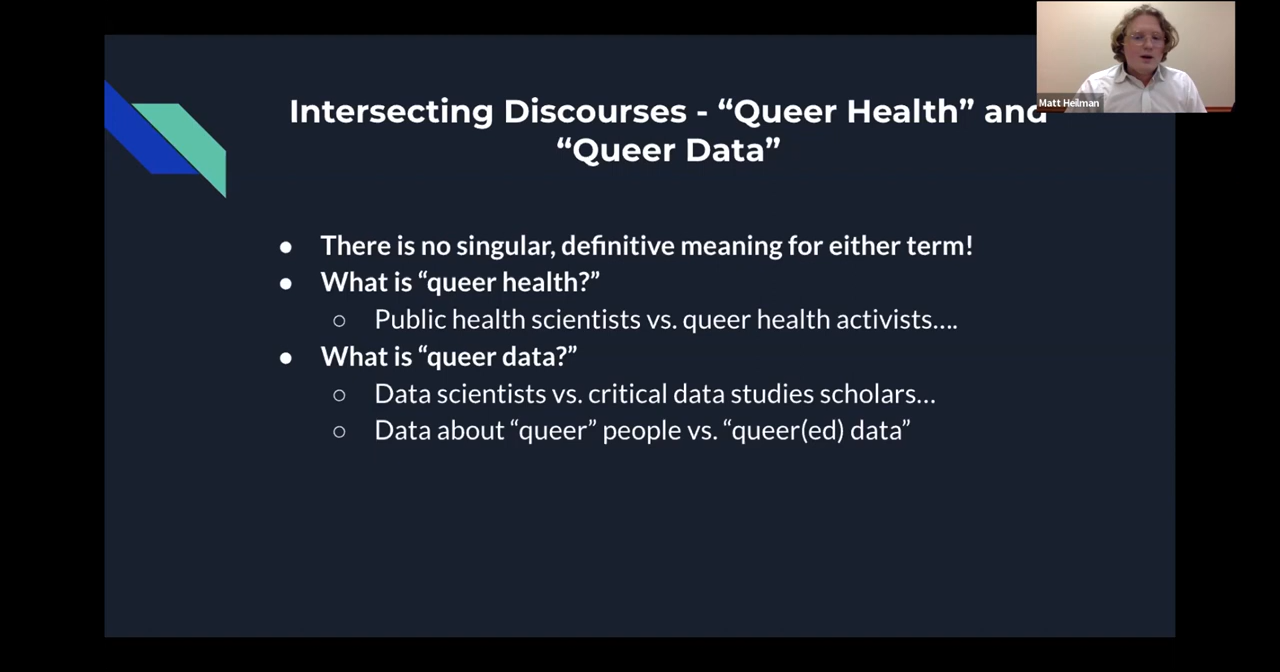 Intersecting Discourses - “Queer Health” and
“Queer Data”
Matt Heilman
● There is no singular, definitive meaning for either term!
● What is “queer health?”
○ Public health scientists vs. queer health activists….
● What is “queer data?”
○ Data scientists vs. critical data studies scholars…
○ Data about “queer” people vs. “queer(ed) data”